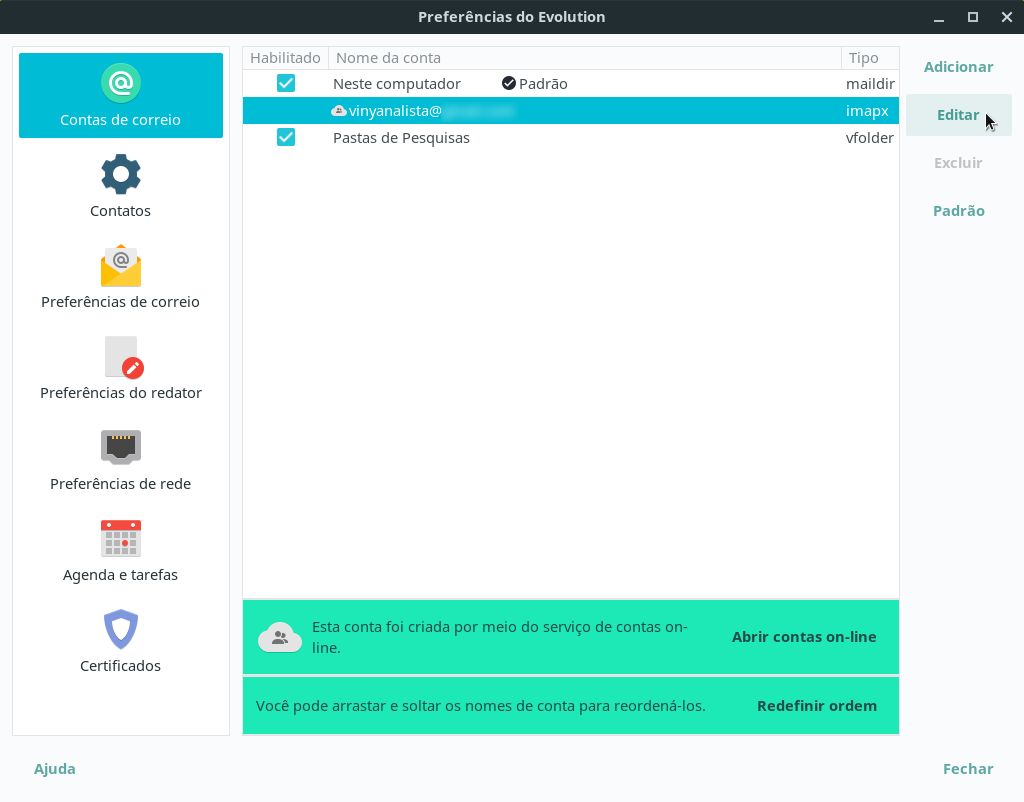 Preferências do Evolution
Contas de correio
Contatos
Preferências de correio
Preferências do redator
Preferências de rede
Agenda e tarefas
Certificados
Habilitado Nome da conta Tipo
Neste computador Padrão maildir
vinyanalista@ imapx
Pastas de Pesquisas vfolder
Esta conta foi criada por meio do serviço de contas on-
line.
Abrir contas on-line
Você pode arrastar e soltar os nomes de conta para reordená-los.
Redefinir ordem
Adicionar
Editar
Excluir
Padrão
Ajuda
Fechar